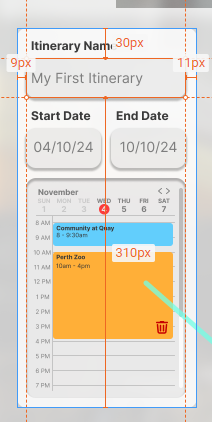 Itinerary Name
30px
9px
11px
My First Itinerary
Start Date
End Date
04/10/24
10/10/24
November
SUN MON TUE WED THU FRI SAT
1 2 3 4 5 6 7
8 AM
Community at Quay
8 - 9:30am
9 AM
10 AM
Perth Zoo
310px
10am - 4pm
11 AM
12 PM
1 PM
2 PM
3 PM
4 PM
5 PM
6 PM
7 PM